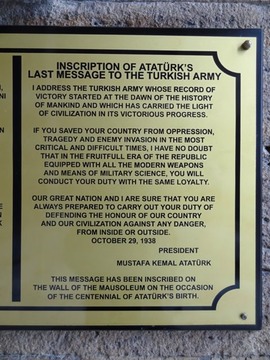 INSCRIPTION OF ATATÜRK'S
LAST MESSAGE TO THE TURKISH ARMY
I ADDRESS THE TURKISH ARMY WHOSE RECORD OF
VICTORY STARTED AT THE DAWN OF THE HISTORY
OF MANKIND AND WHICH HAS CARRIED THE LIGHT
OF CIVILIZATION IN ITS VICTORIOUS PROGRESS.
IF YOU SAVED YOUR COUNTRY FROM OPPRESSION,
TRAGEDY AND ENEMY INVASION IN THE MOST
CRITICAL AND DIFFICULT TIMES, I HAVE NO DOUBT
THAT IN THE FRUITFULL ERA OF THE REPUBLIC
EQUIPPED WITH ALL THE MODERN WEAPONS
AND MEANS OF MILITARY SCIENCE, YOU WILL
CONDUCT YOUR DUTY WITH THE SAME LOYALTY.
OUR GREAT NATION AND I ARE SURE THAT YOU ARE
ALWAYS PREPARED TO CARRY OUT YOUR DUTY OF
DEFENDING THE HONOUR OF OUR COUNTRY
AND OUR CIVILIZATION AGAINST ANY DANGER,
FROM INSIDE OR OUTSIDE.
OCTOBER 29, 1938
PRESIDENT
MUSTAFA KEMAL ATATÜRK
THIS MESSAGE HAS BEEN INSCRIBED ON
THE WALL OF THE MAUSOLEUM ON THE OCCASION
OF THE CENTENNIAL OF ATATÜRK'S BIRTH.